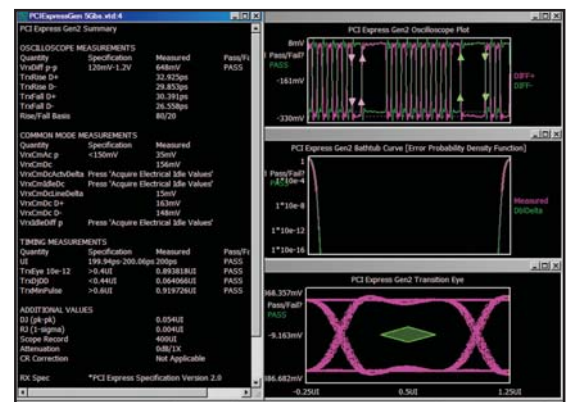 PCIExpressGen 5Gbs.vtd:4
PCI Express Gen2 Summary
OSCILLOSCOPE MEASUREMENTS
Quantity Specification Measured Pass/Fa
VrxDiff p-p 120mV-1.2V 648mV PASS
TrxRise D+ 32.925ps
TrxRise D- 29.853ps
TrxFall D+ 30.391ps
TrxFall D- 26.558ps
Rise/Fall Basis 80/20
COMMON MODE MEASUREMENTS
Quantity Specification Measured Pass/Fa
VrxCmAc p <150mV 35mV
VrxCmDc 156mV
VrxCmDcActvDelta Press 'Acquire Electrical Idle Values'
VrxCmIdleDc Press 'Acquire Electrical Idle Values'
VrxCmDcLineDelta 15mV
VrxCmDc D+ 163mV
VrxCmDc D- 148mV
VrxIdleDiff p Press 'Acquire Electrical Idle Values'
TIMING MEASUREMENTS
Quantity Specification Measured Pass/Fa
UI 199.94ps-200.06ps 200ps PASS
TrxEye 10e-12 >0.4UI 0.893818UI PASS
TrxDjDD <0.44UI 0.064066UI PASS
TrxMinPulse >0.6UI 0.919726UI PASS
ADDITIONAL VALUES
DJ (pk-pk) 0.054UI
RJ (1-sigma) 0.004UI
Scope Record 400UI
Attenuation 0dB/1X
CR Correction Not Applicable
RX Spec *PCI Express Specification Version 2.0
PCI Express Gen2 Oscilloscope Plot
8mV
Pass/Fail?
PASS
-161mV
-330mV
DIFF+
DIFF-
PCI Express Gen2 Bathtub Curve [Error Probability Density Function]
1
Pass/Fail?
PASS
1*10e-4
1*10e-8
1*10e-12
1*10e-16
Measured
DJ/Delta
PCI Express Gen2 Transition Eye
368.357mV
Pass/Fail?
PASS
-9.163mV
386.682mV
-0.25UI 0.5UI 1.25UI